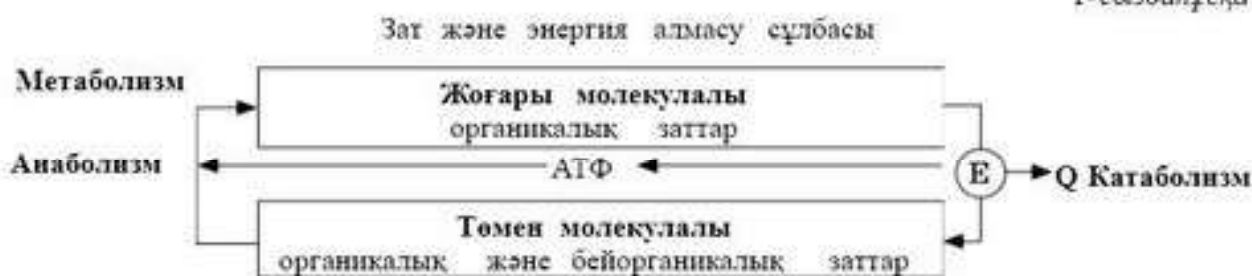 Зат және энергия алмасу сұлбасы
Метаболизм
Жоғары молекулалы
органикалық заттар
Анаболизм
АТФ
Е
Q Катаболизм
Төмен молекулалы
органикалық және бейорганикалық заттар